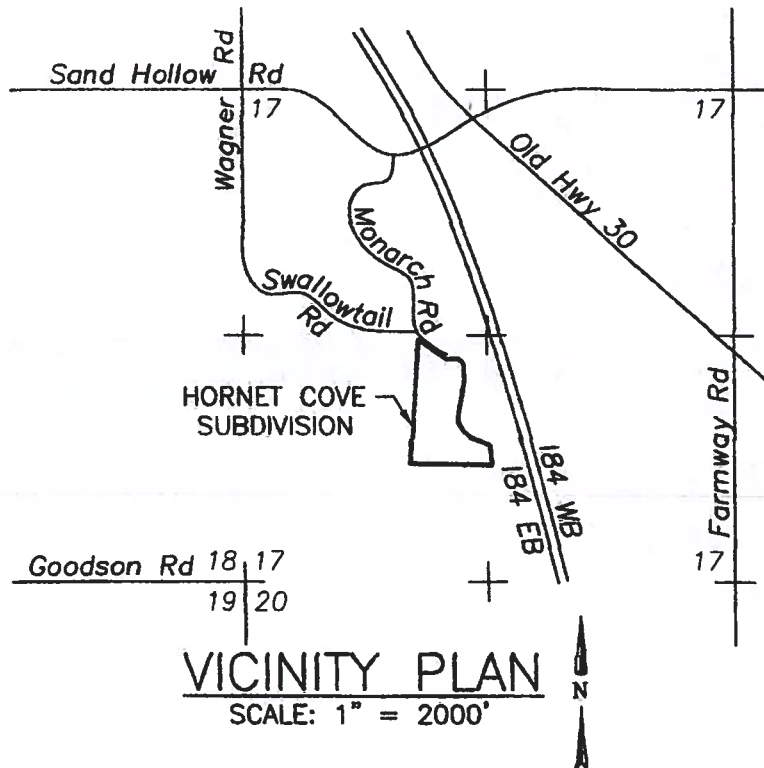 Sand Hollow Rd
Wagner Rd
17
17
Old Hwy 30
Monarch Rd
Swallowtail
Rd
HORNET COVE
SUBDIVISION
184 WB
184 EB
Farmway Rd
Goodson Rd 18 17
19 20
17
VICINITY PLAN
SCALE: 1" = 2000'
N